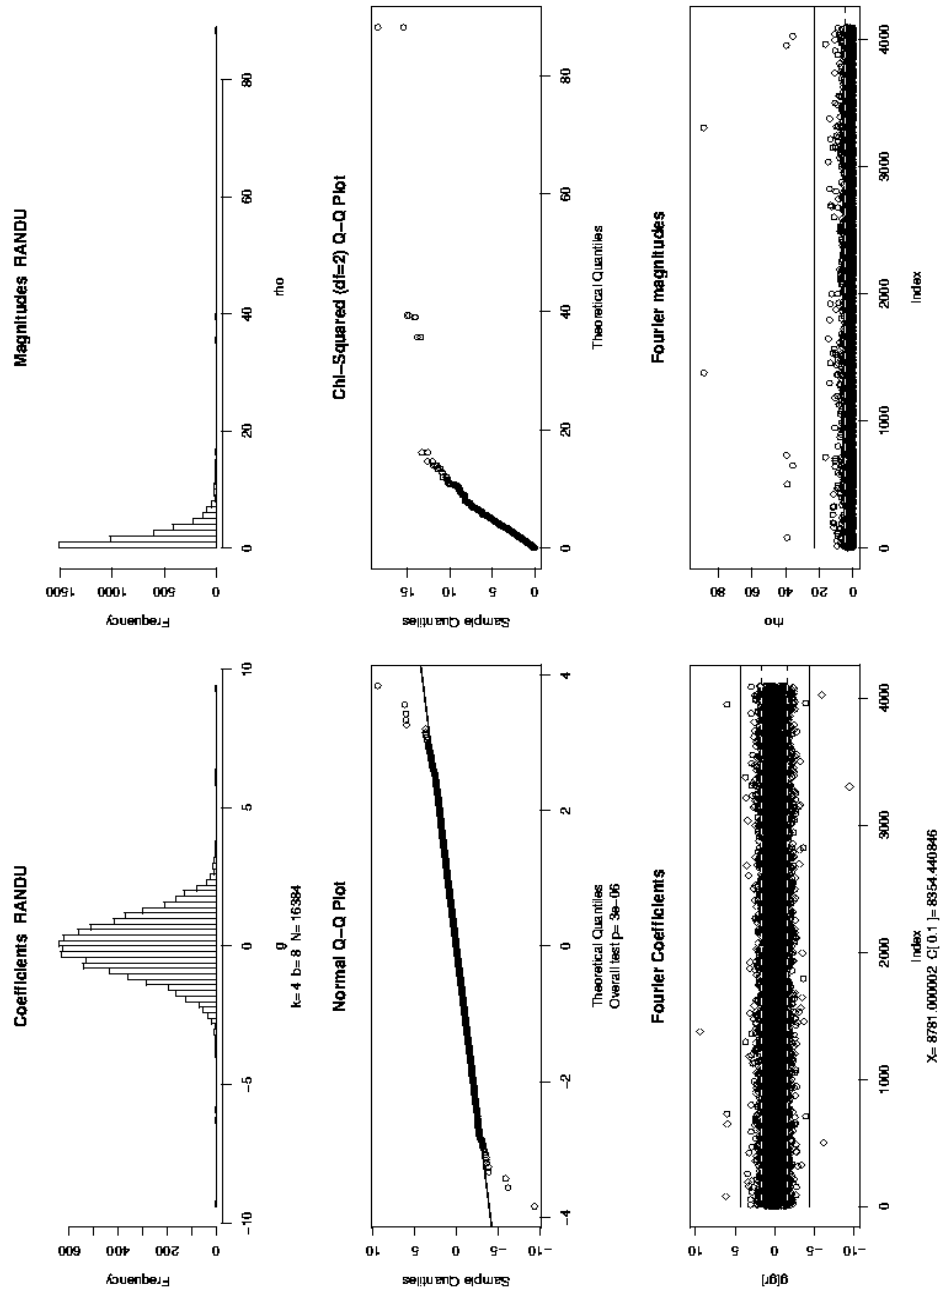 Coefficients RANDU
Frequency
0
200
400
600
−10
−5
0
5
10
g
k= 4 b= 8 N= 16384
Magnitudes RANDU
Frequency
0
500
1000
1500
0
20
40
60
80
rho
Normal Q−Q Plot
Sample Quantiles
−10
−5
0
5
10
−4
−2
0
2
4
Theoretical Quantiles
Overall test p= 3e−06
Chi−Squared (df=2) Q−Q Plot
Sample Quantiles
0
5
10
15
0
20
40
60
80
Theoretical Quantiles
Fourier Coefficients
g[gr]
−10
−5
0
5
10
0
1000
2000
3000
4000
Index
X= 8781.000002 C[ 0.1 ]= 8354.440846
Fourier magnitudes
rho
0
20
40
60
80
0
1000
2000
3000
4000
Index